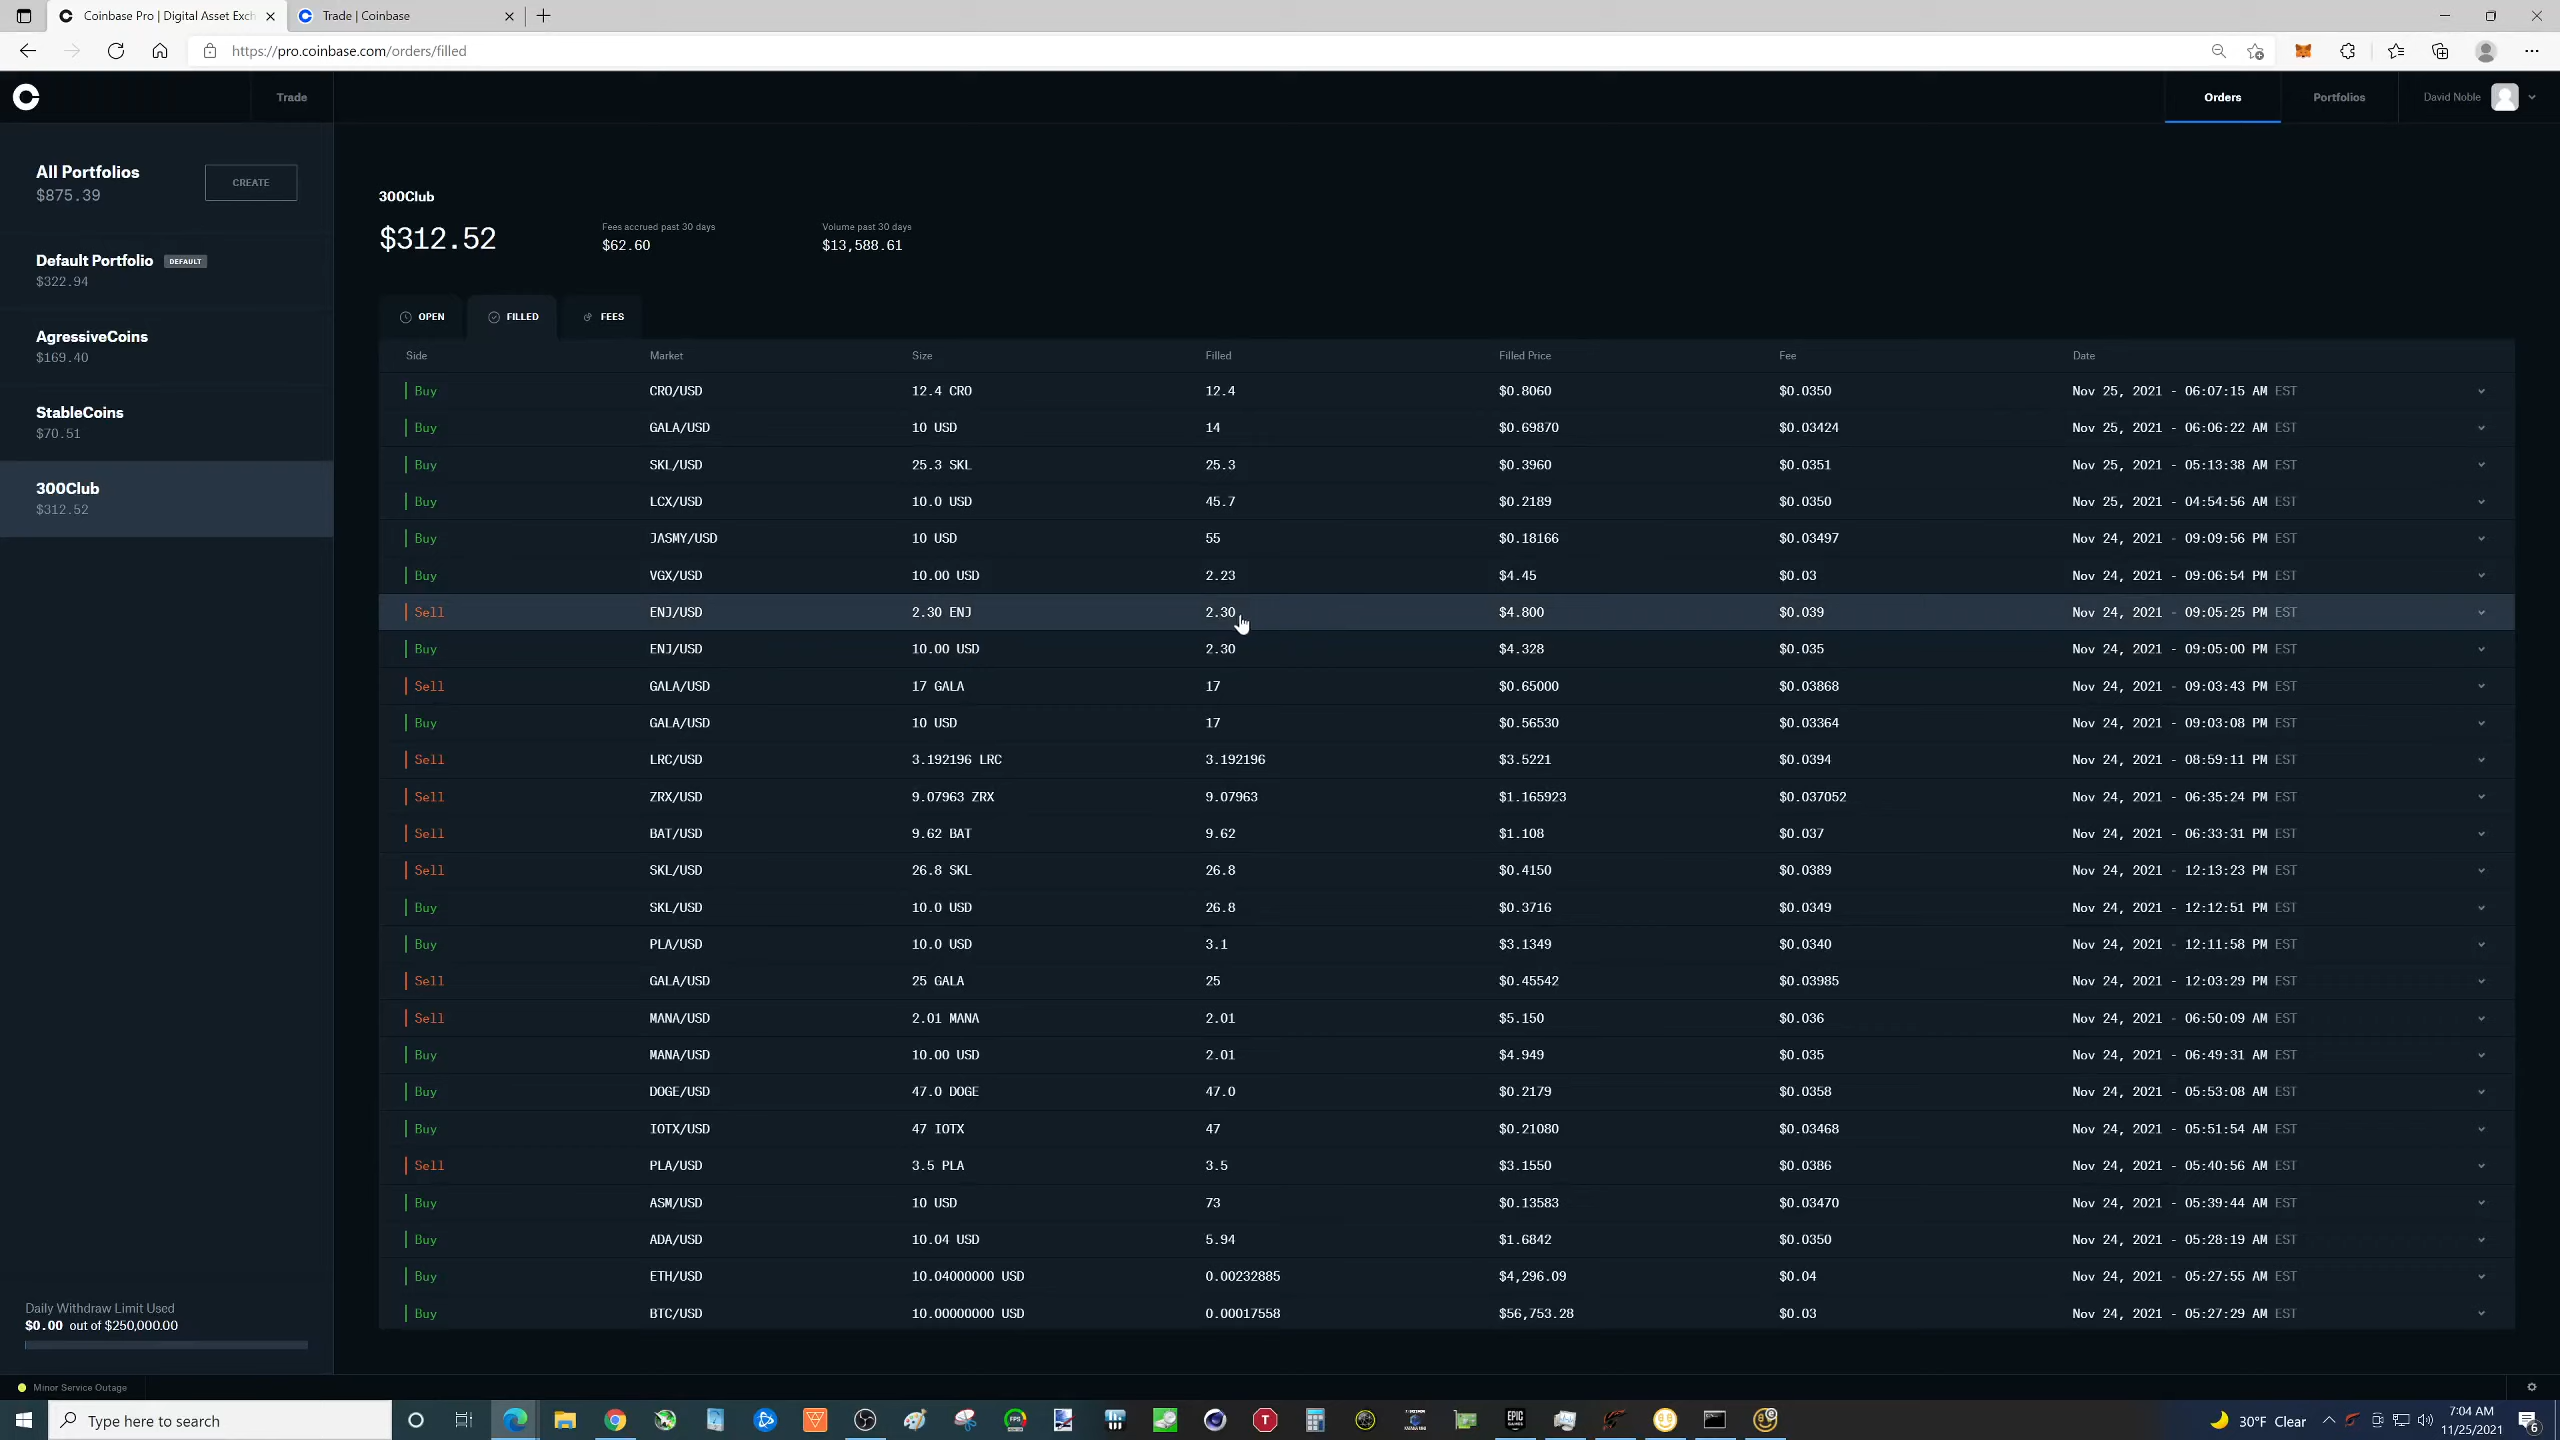 Coinbase Pro | Digital Asset Exch
Trade | Coinbase
https://pro.coinbase.com/orders/filled
Trade
Orders
Portfolios
David Noble
All Portfolios
$875.39
CREATE
Default Portfolio DEFAULT
$322.94
AgressiveCoins
$169.40
StableCoins
$70.51
300Club
$312.52
300Club
$312.52
Fees accrued past 30 days
$62.60
Volume past 30 days
$13,588.61
OPEN FILLED FEES
Side Market Size Filled Filled Price Fee Date
Buy CRO/USD 12.4 CRO 12.4 $0.8060 $0.0350 Nov 25, 2021 - 06:07:15 AM EST
Buy GALA/USD 10 USD 14 $0.69870 $0.03424 Nov 25, 2021 - 06:06:22 AM EST
Buy SKL/USD 25.3 SKL 25.3 $0.3960 $0.0351 Nov 25, 2021 - 05:13:38 AM EST
Buy LCX/USD 10.0 USD 45.7 $0.2189 $0.0350 Nov 25, 2021 - 04:54:56 AM EST
Buy JASMY/USD 10 USD 55 $0.18166 $0.03497 Nov 24, 2021 - 09:09:56 PM EST
Buy VGX/USD 10.00 USD 2.23 $4.45 $0.03 Nov 24, 2021 - 09:06:54 PM EST
Sell ENJ/USD 2.30 ENJ 2.30 $4.800 $0.039 Nov 24, 2021 - 09:05:25 PM EST
Buy ENJ/USD 10.00 USD 2.30 $4.328 $0.035 Nov 24, 2021 - 09:05:00 PM EST
Sell GALA/USD 17 GALA 17 $0.65000 $0.03868 Nov 24, 2021 - 09:03:43 PM EST
Buy GALA/USD 10 USD 17 $0.56530 $0.03364 Nov 24, 2021 - 09:03:08 PM EST
Sell LRC/USD 3.192196 LRC 3.192196 $3.5221 $0.0394 Nov 24, 2021 - 08:59:11 PM EST
Sell ZRX/USD 9.07963 ZRX 9.07963 $1.165923 $0.037052 Nov 24, 2021 - 06:35:24 PM EST
Sell BAT/USD 9.62 BAT 9.62 $1.108 $0.037 Nov 24, 2021 - 06:33:31 PM EST
Sell SKL/USD 26.8 SKL 26.8 $0.4150 $0.0389 Nov 24, 2021 - 12:13:23 PM EST
Buy SKL/USD 10.0 USD 26.8 $0.3716 $0.0349 Nov 24, 2021 - 12:12:51 PM EST
Buy PLA/USD 10.0 USD 3.1 $3.1349 $0.0340 Nov 24, 2021 - 12:11:58 PM EST
Sell GALA/USD 25 GALA 25 $0.45542 $0.03985 Nov 24, 2021 - 12:03:29 PM EST
Sell MANA/USD 2.01 MANA 2.01 $5.150 $0.036 Nov 24, 2021 - 06:50:09 AM EST
Buy MANA/USD 10.00 USD 2.01 $4.949 $0.035 Nov 24, 2021 - 06:49:31 AM EST
Buy DOGE/USD 47.0 DOGE 47.0 $0.2179 $0.0358 Nov 24, 2021 - 05:53:08 AM EST
Buy IOTX/USD 47 IOTX 47 $0.21080 $0.03468 Nov 24, 2021 - 05:51:54 AM EST
Sell PLA/USD 3.5 PLA 3.5 $3.1550 $0.0386 Nov 24, 2021 - 05:40:56 AM EST
Buy ASM/USD 10 USD 73 $0.13583 $0.03470 Nov 24, 2021 - 05:39:44 AM EST
Buy ADA/USD 10.04 USD 5.94 $1.6842 $0.0350 Nov 24, 2021 - 05:28:19 AM EST
Buy ETH/USD 10.04000000 USD 0.00232885 $4,296.09 $0.04 Nov 24, 2021 - 05:27:55 AM EST
Buy BTC/USD 10.00000000 USD 0.00017558 $56,753.28 $0.03 Nov 24, 2021 - 05:27:29 AM EST
Daily Withdraw Limit Used
$0.00 out of $250,000.00
Minor Service Outage
Type here to search
FPS
T
EPIC
GAMES
30°F Clear
7:04 AM
11/25/2021
6